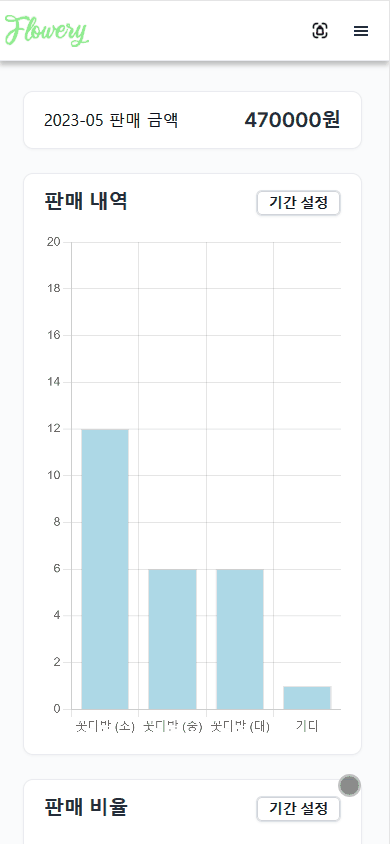 Flowery
2023-05 판매 금액 470000원
판매 내역 기간 설정
20
18
16
14
12
10
8
6
4
2
0
꽃다발 (소) 꽃다발 (중) 꽃다발 (대) 기타
판매 비율 기간 설정